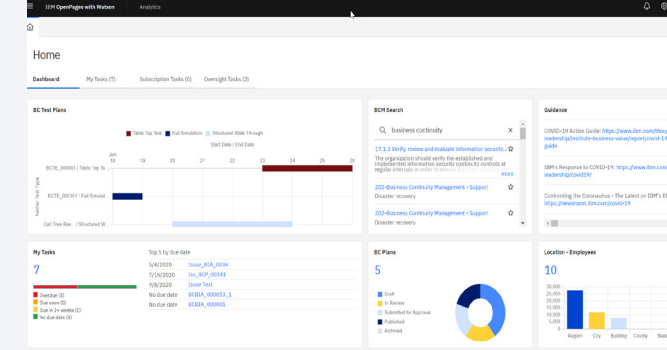 IBM OpenPages with Watson Analytics
Home
Dashboard My Tasks (7) Subscription Tasks (0) Oversight Tasks (2)
BC Test Plans
Table Top Test Full Simulation Structured Walk-Through
Start Date / End Date
Jun
18 19 20 21 22 23 24 25 26
Name/Test Type
BCTE_000001 / Table Top Te...
BCTE_000101 / Full Simulat...
Call Tree Rev... / Structured W...
BCM Search
business continuity X
17.1.3 Verify, review and evaluate information security...
The organization should verify the established and
implemented information security continuity controls at
regular intervals in order to ensure that
more
202-Business Continuity Management - Support
Disaster recovery
202-Business Continuity Management - Support
Disaster recovery
Guidance
COVID-19 Action Guide: https://www.ibm.com/thoug
leadership/institute-business-value/report/covid-19
guide
IBM's Response to COVID-19: https://www.ibm.com
leadership/covid19/
Confronting the Coronavirus - The Latest on IBM's Ef
https://newsroom.ibm.com/covid-19
My Tasks
7
Overdue (3)
Due soon (0)
Due in 2+ weeks (0)
No due date (4)
Top 5 by due date
5/4/2020 Issue_BIA_0036
7/16/2020 Iss_BCP_00341
9/8/2020 Issue Test
No due date BCBIA_000053_1
No due date BCBIA_000001
BC Plans
5
Draft
In Review
Submitted for Approval
Published
Archived
Location - Employees
10
30,000
25,000
20,000
15,000
10,000
5,000
0
Region City Building County State